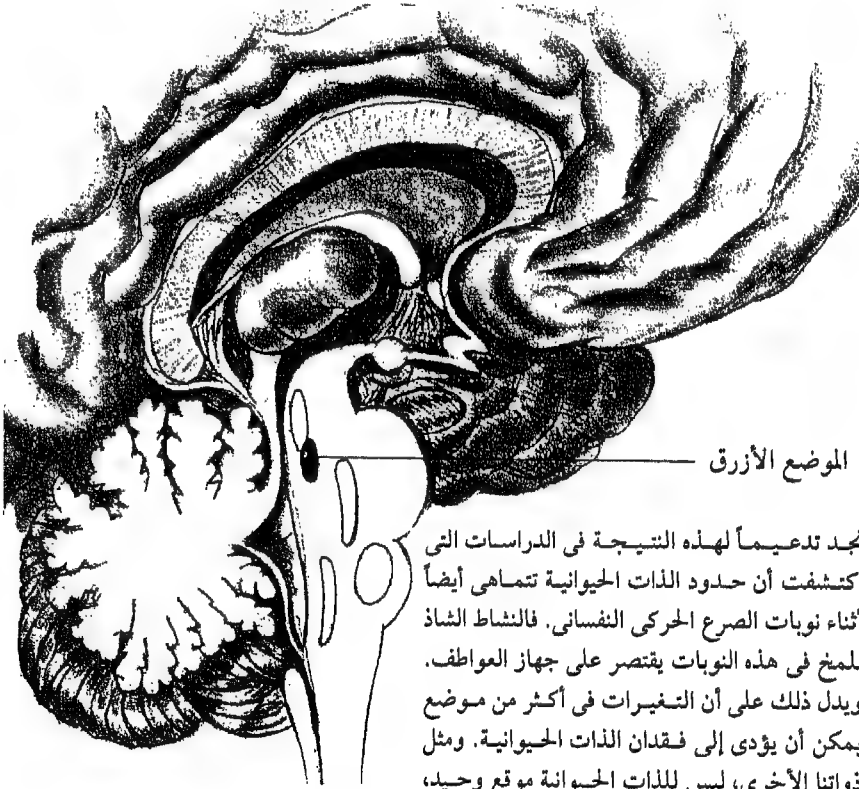 الموضع الأزرق
نجد تدعيماً لهذه النتيجة فى الدراسات التى
كتشفت أن حدود الذات الحيوانية تتماهى أيضاً
أثناء نوبات الصرع الحركى النفسانى. فالنشاط الشاذ
للمخ فى هذه النوبات يقتصر على جهاز العواطف.
ويدل ذلك على أن التغيرات فى أكثر من موضع
يمكن أن يؤدى إلى فقدان الذات الحيوانية. ومثل
ذواتنا الأخرى، ليس للذات الحيوانية موقع وحيد،